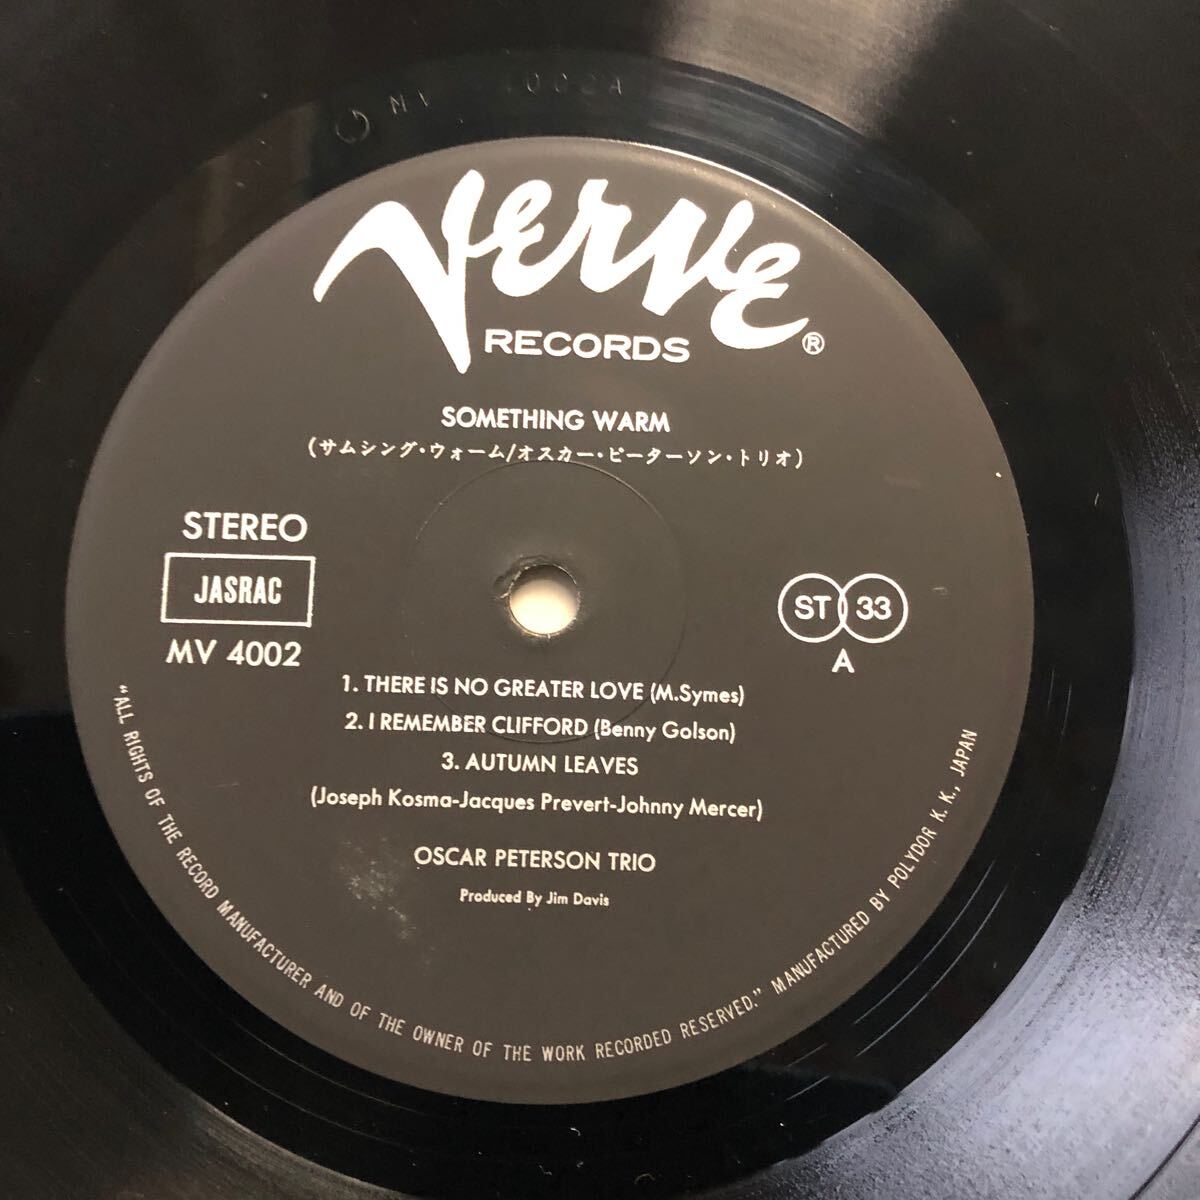 MV 4002A
VERVE
RECORDS ®
SOMETHING WARM
(サムシング・ウォーム/オスカー・ピーターソン・トリオ)
STEREO
JASRAC
MV 4002
ST 33
A
1. THERE IS NO GREATER LOVE (M.Symes)
2. I REMEMBER CLIFFORD (Benny Golson)
3. AUTUMN LEAVES
(Joseph Kosma-Jacques Prevert-Johnny Mercer)
OSCAR PETERSON TRIO
Produced By Jim Davis
"ALL RIGHTS OF THE RECORD MANUFACTURER AND OF THE OWNER OF THE WORK RECORDED RESERVED." MANUFACTURED BY POLYDOR K. K., JAPAN